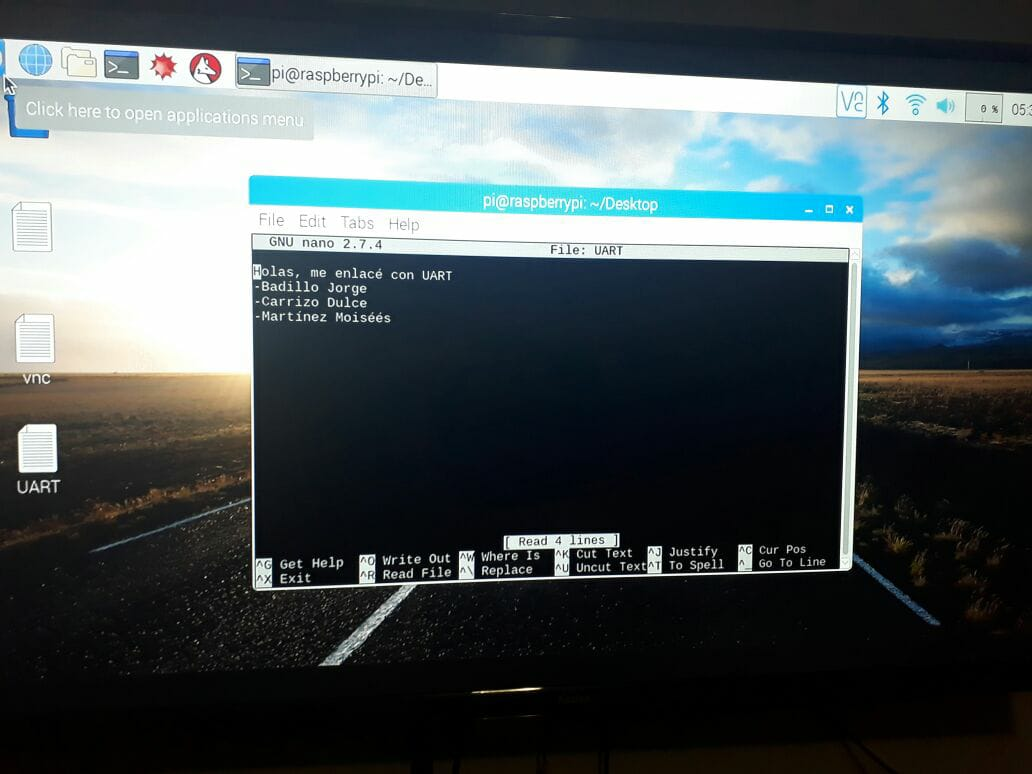 pi@raspberrypi: ~/De...
0 %
Click here to open applications menu
pi@raspberrypi: ~/Desktop
File Edit Tabs Help
GNU nano 2.7.4 File: UART
Holas, me enlacé con UART
-Badillo Jorge
-Carrizo Dulce
-Martínez Moiséés
vnc
UART
[ Read 4 lines ]
^G Get Help ^O Write Out ^W Where Is ^K Cut Text ^J Justify ^C Cur Pos
^X Exit ^R Read File ^\ Replace ^U Uncut Text ^T To Spell ^_ Go To Line